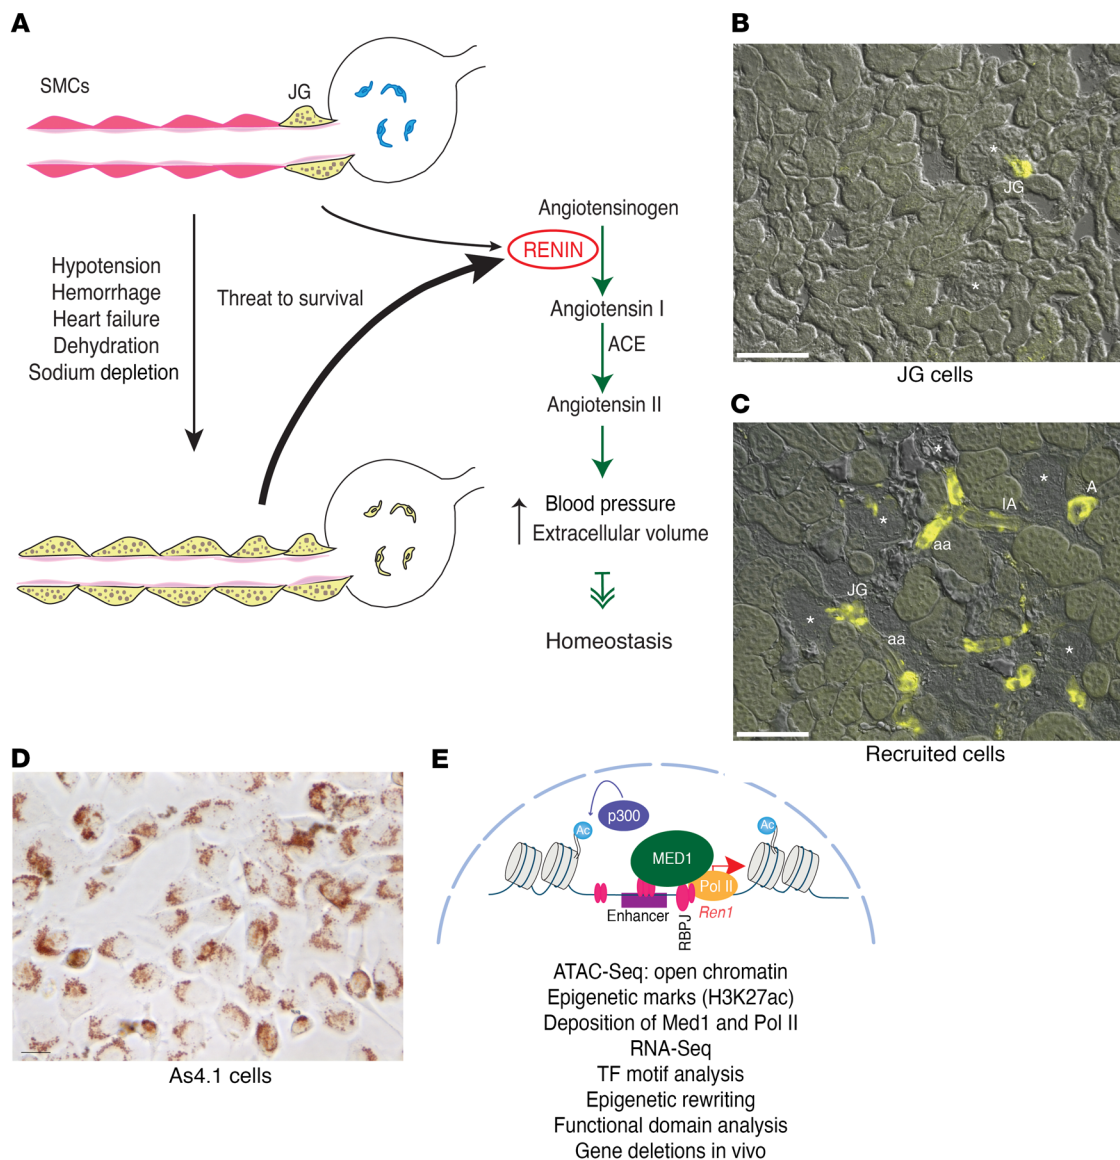 A
SMCs
JG
Hypotension
Hemorrhage
Heart failure
Dehydration
Sodium depletion
Threat to survival
Angiotensinogen
RENIN
Angiotensin I
ACE
Angiotensin II
Blood pressure
Extracellular volume
Homeostasis
B
*
JG
*
JG cells
C
*
*
A
IA
*
aa
JG
*
aa
*
Recruited cells
D
As4.1 cells
E
p300
Ac
Ac
MED1
Pol II
Enhancer
RBPJ
Ren1
ATAC-Seq: open chromatin
Epigenetic marks (H3K27ac)
Deposition of Med1 and Pol II
RNA-Seq
TF motif analysis
Epigenetic rewriting
Functional domain analysis
Gene deletions in vivo